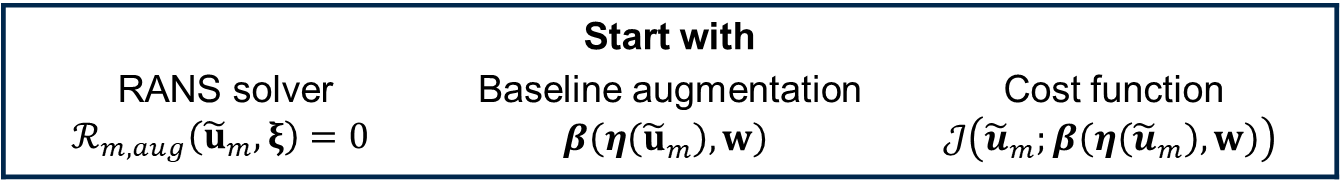 Start with
RANS solver Baseline augmentation Cost function
ℛ_{m,aug}(ũ_m, ξ) = 0 β(η(ũ_m), w) 𝒥(ũ_m; β(η(ũ_m), w))